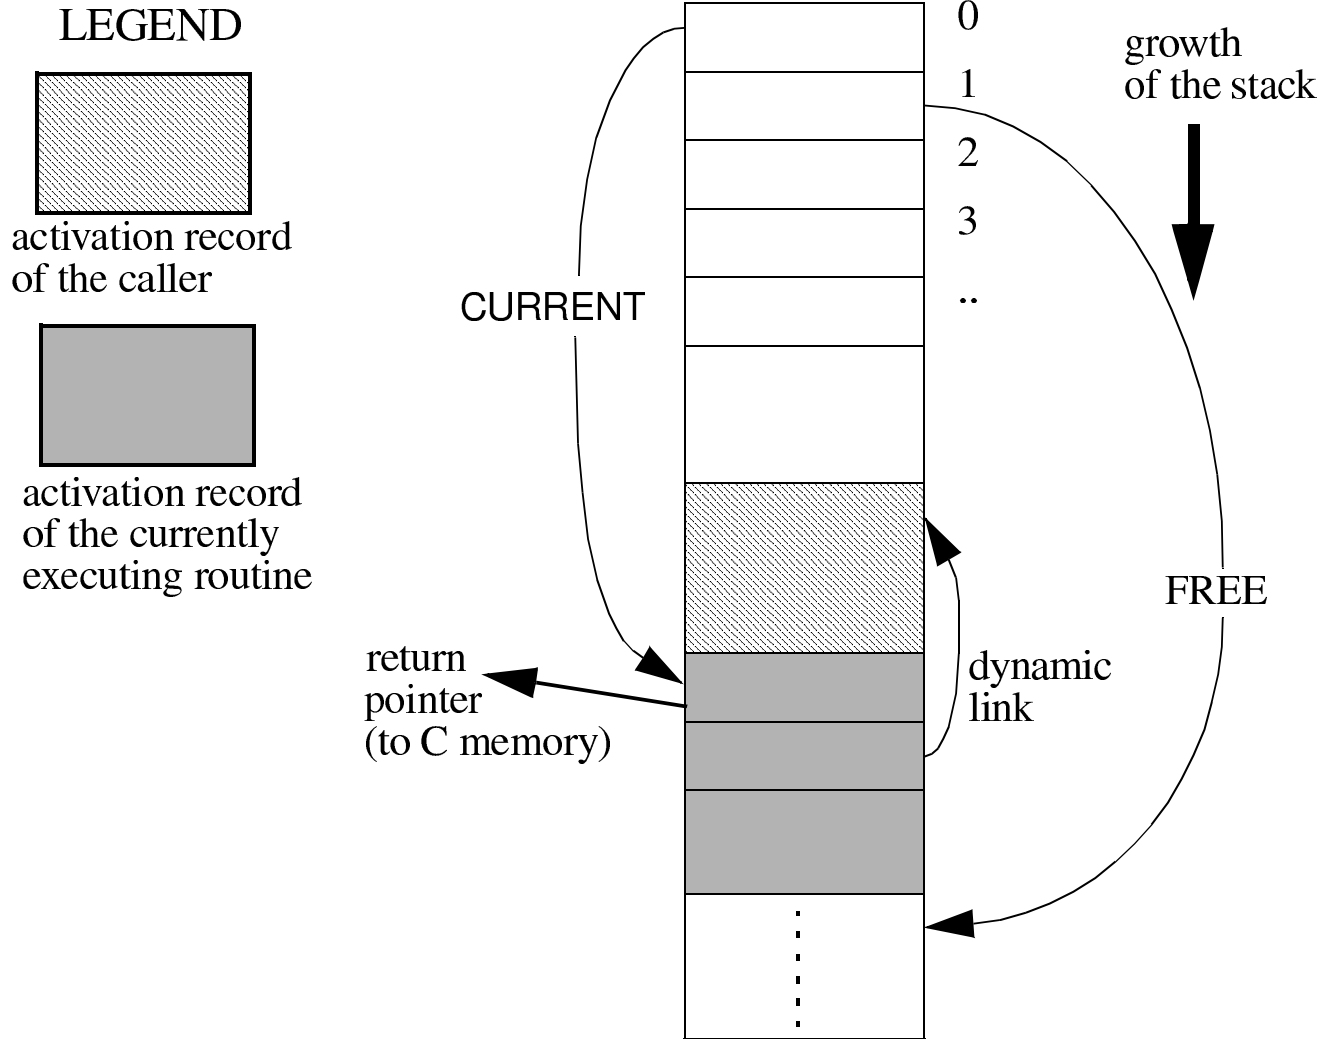 LEGEND
activation record
of the caller
activation record
of the currently
executing routine
CURRENT
return
pointer
(to C memory)
0
1
2
3
..
growth
of the stack
dynamic
link
FREE